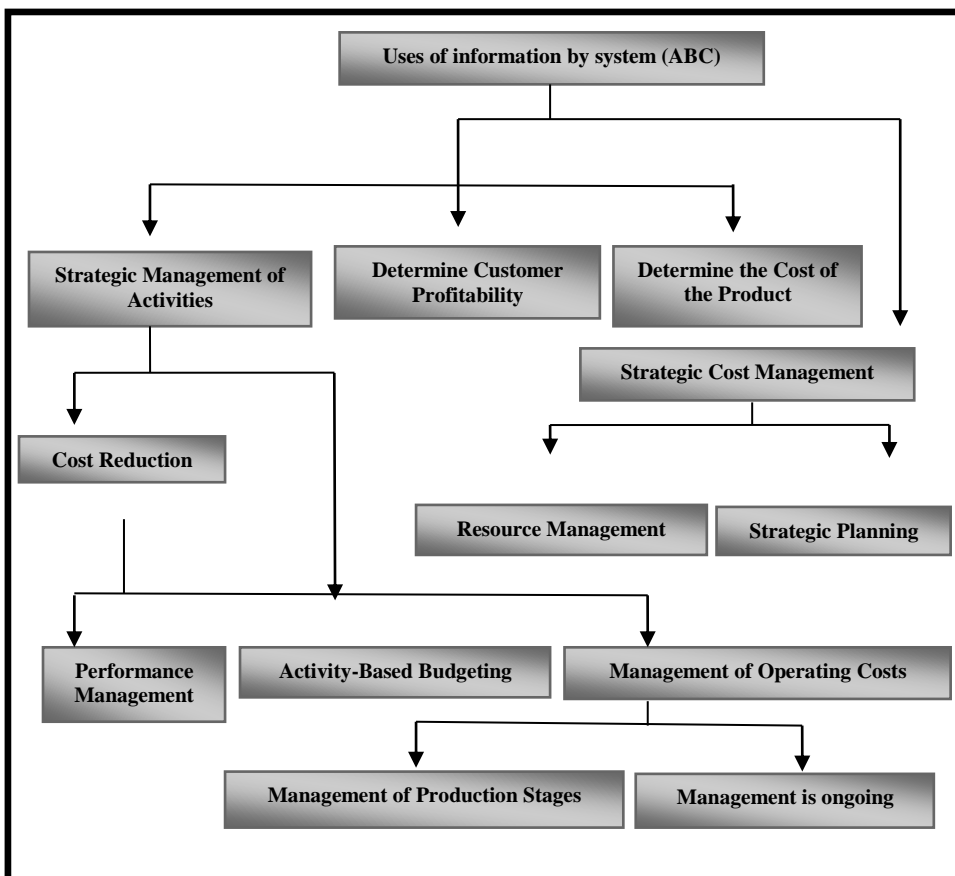 Uses of information by system (ABC)
Strategic Management of
Activities
Determine Customer
Profitability
Determine the Cost of
the Product
Strategic Cost Management
Cost Reduction
Resource Management
Strategic Planning
Performance
Management
Activity-Based Budgeting
Management of Operating Costs
Management of Production Stages
Management is ongoing